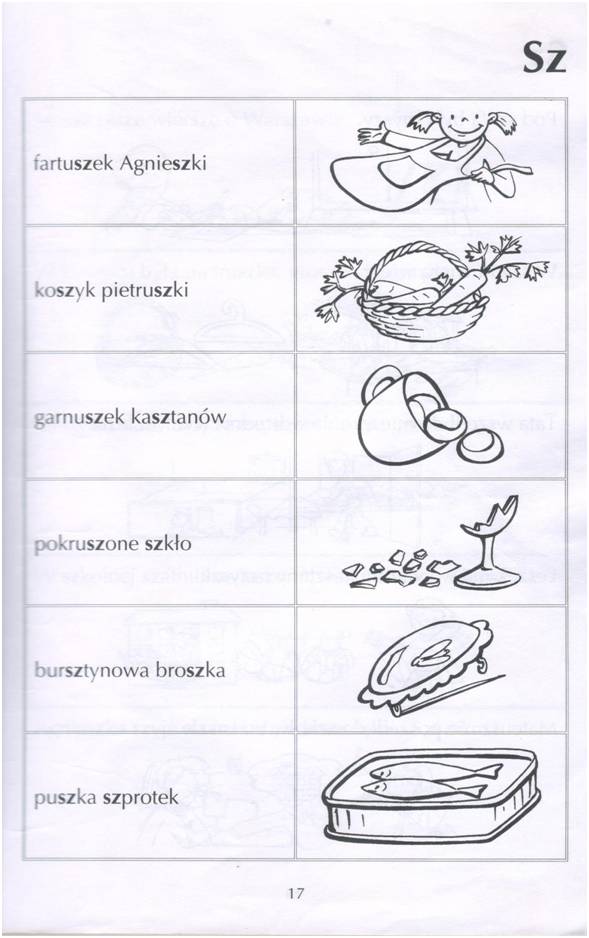 Sz
fartuszek Agnieszki
koszyk pietruszki
garnuszek kasztanów
pokruszone szkło
bursztynowa broszka
puszka szprotek
17